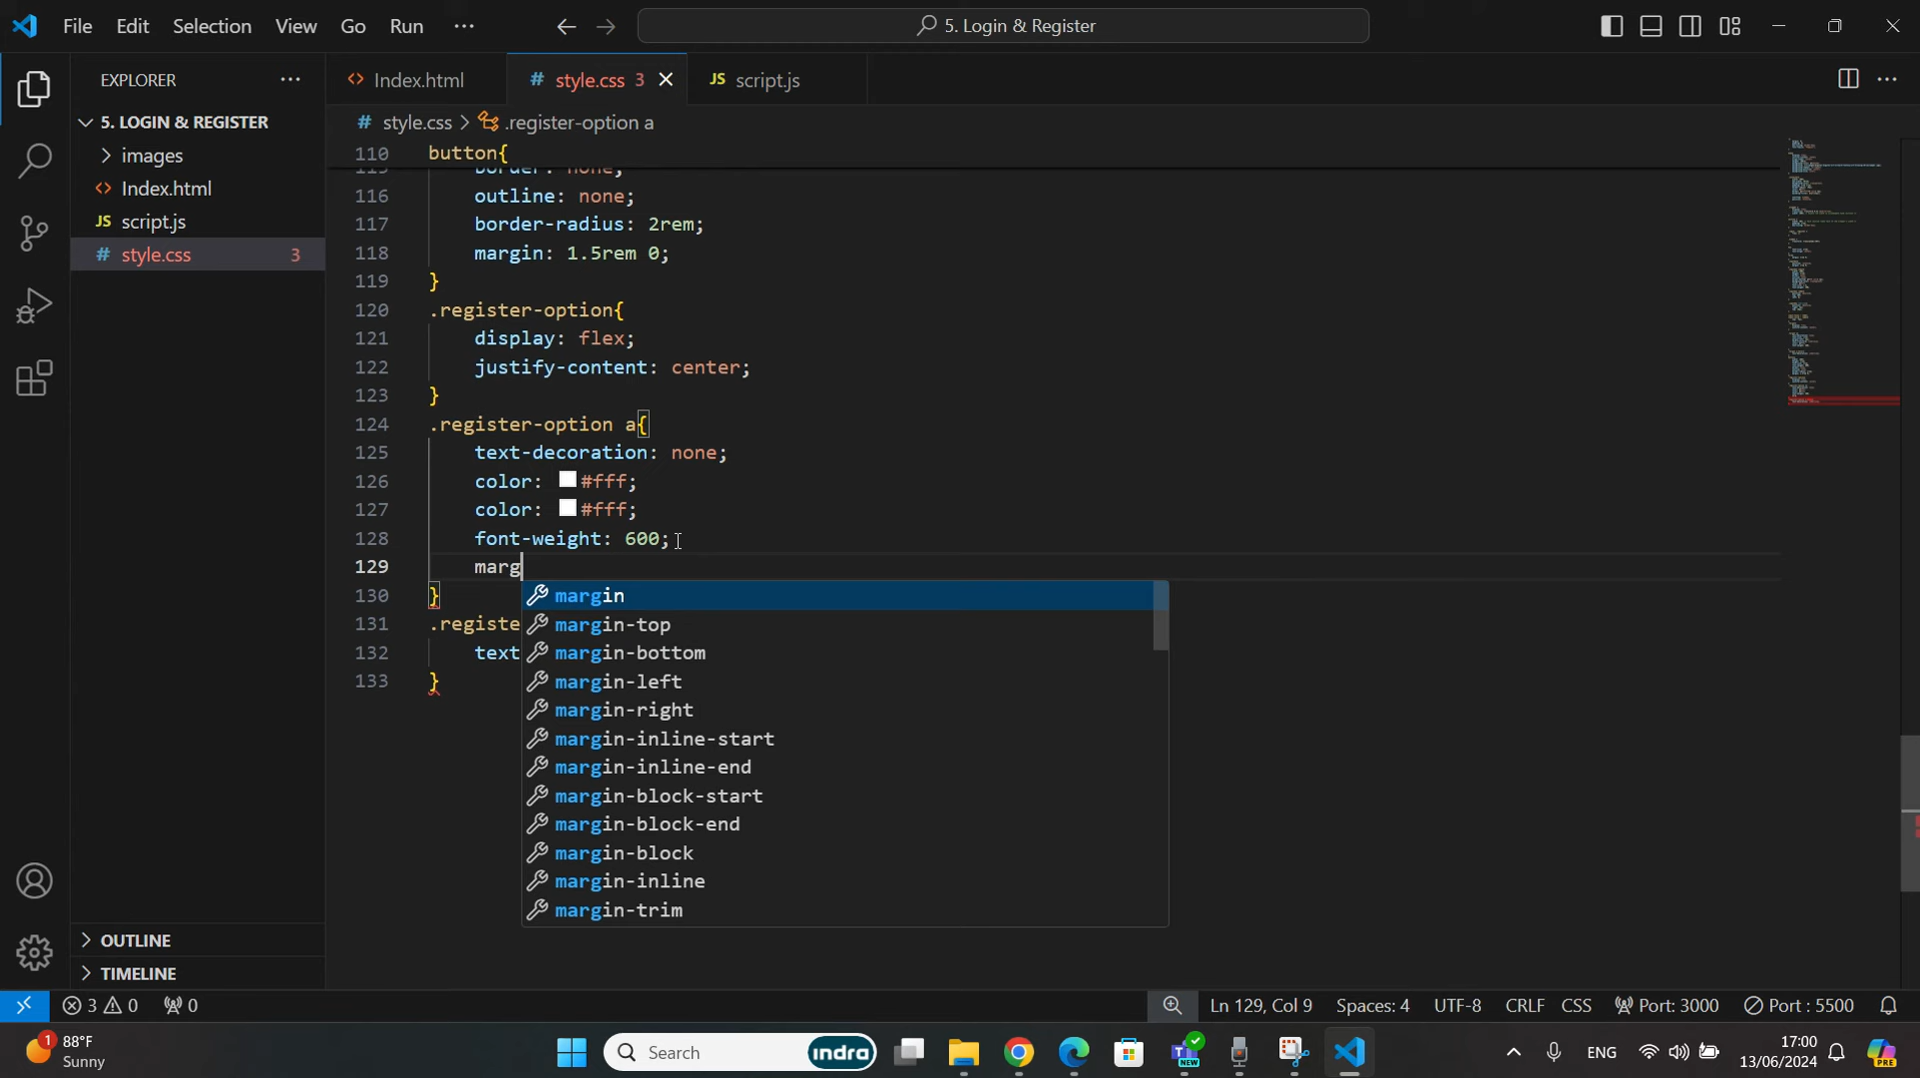 File Edit Selection View Go Run ... 5. Login & Register
EXPLORER
Index.html
style.css 3
JS script.js
5. LOGIN & REGISTER
images
Index.html
JS script.js
# style.css 3
# style.css > .register-option a
110 button{
116 outline: none;
117 border-radius: 2rem;
118 margin: 1.5rem 0;
119 }
120 .register-option{
121 display: flex;
122 justify-content: center;
123 }
124 .register-option a{
125 text-decoration: none;
126 color: #fff;
127 color: #fff;
128 font-weight: 600;
129 marg
130 }
131 .registe
132 text
133 }
margin
margin-top
margin-bottom
margin-left
margin-right
margin-inline-start
margin-inline-end
margin-block-start
margin-block-end
margin-block
margin-inline
margin-trim
OUTLINE
TIMELINE
3 0 0 Ln 129, Col 9 Spaces: 4 UTF-8 CRLF CSS Port: 3000 Port : 5500
1 88°F
Sunny
Search
indra
NEW
ENG
17:00
13/06/2024
PRE